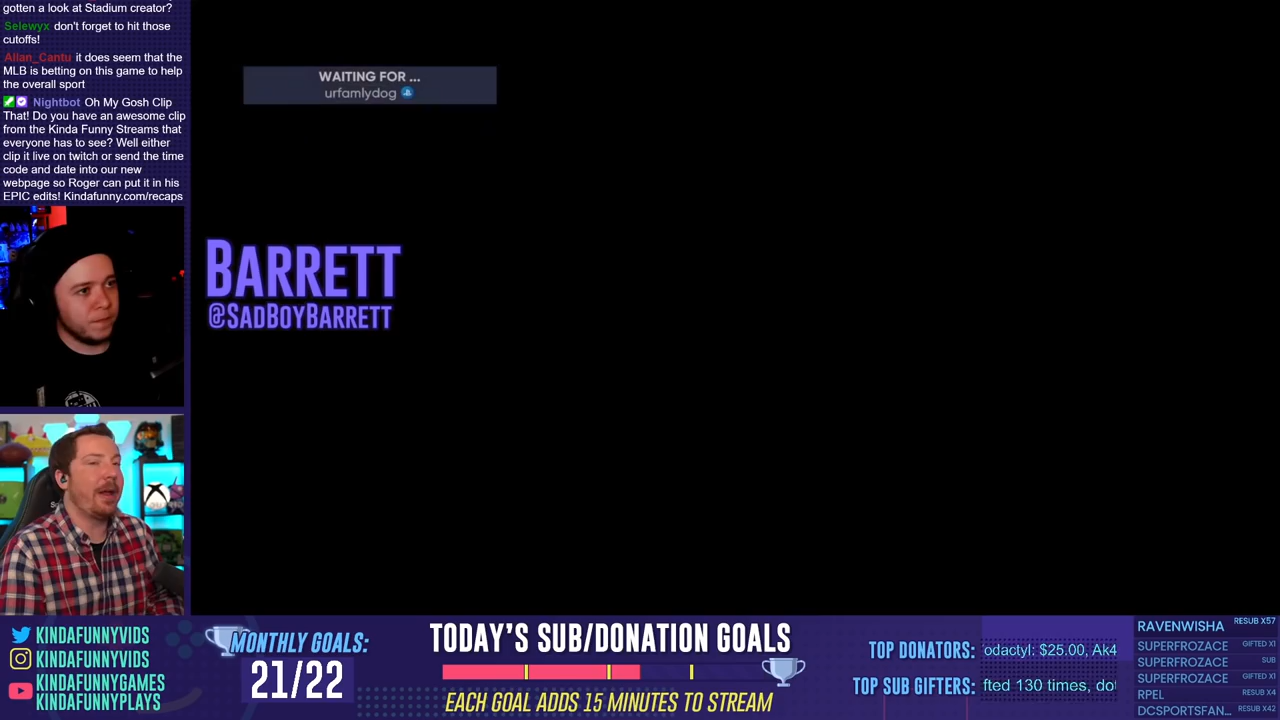 gotten a look at Stadium creator?
Selewyx don't forget to hit those
cutoffs!
Allan_Cantu it does seem that the
MLB is betting on this game to help
the overall sport
Nightbot Oh My Gosh Clip
That! Do you have an awesome clip
from the Kinda Funny Streams that
everyone has to see? Well either
clip it live on twitch or send the time
code and date into our new
webpage so Roger can put it in his
EPIC edits! Kindafunny.com/recaps
WAITING FOR ...
urfamlydog
BARRETT
@SADBOYBARRETT
KINDAFUNNYVIDS
KINDAFUNNYVIDS
KINDAFUNNYGAMES
KINDAFUNNYPLAYS
MONTHLY GOALS:
21/22
TODAY'S SUB/DONATION GOALS
EACH GOAL ADDS 15 MINUTES TO STREAM
TOP DONATORS: odactyl: $25.00, Ak4
TOP SUB GIFTERS: fted 130 times, do
RAVENWISHA RESUB X57
SUPERFROZACE GIFTED X1
SUPERFROZACE SUB
SUPERFROZACE GIFTED X1
RPEL RESUB X4
DCSPORTSFAN... RESUB X42